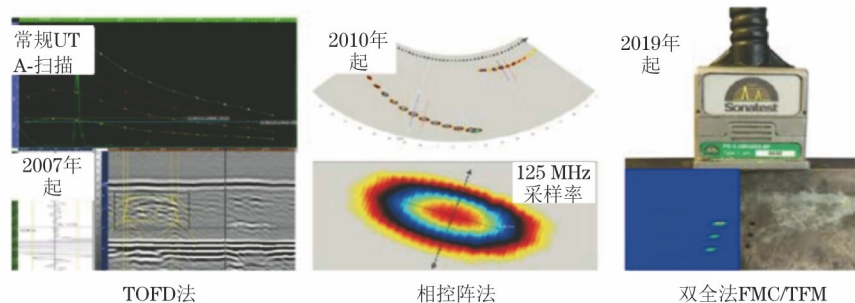 常规UT
A-扫描
2007年
起
TOFD法
2010年
起
125 MHz
采样率
相控阵法
2019年
起
Sonatest
双全法FMC/TFM